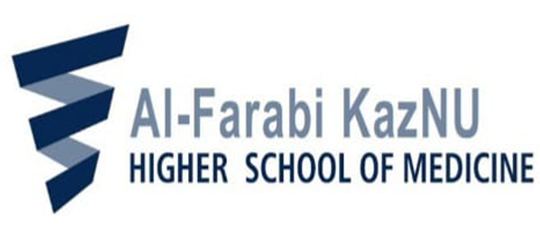 Al-Farabi KazNU
HIGHER SCHOOL OF MEDICINE